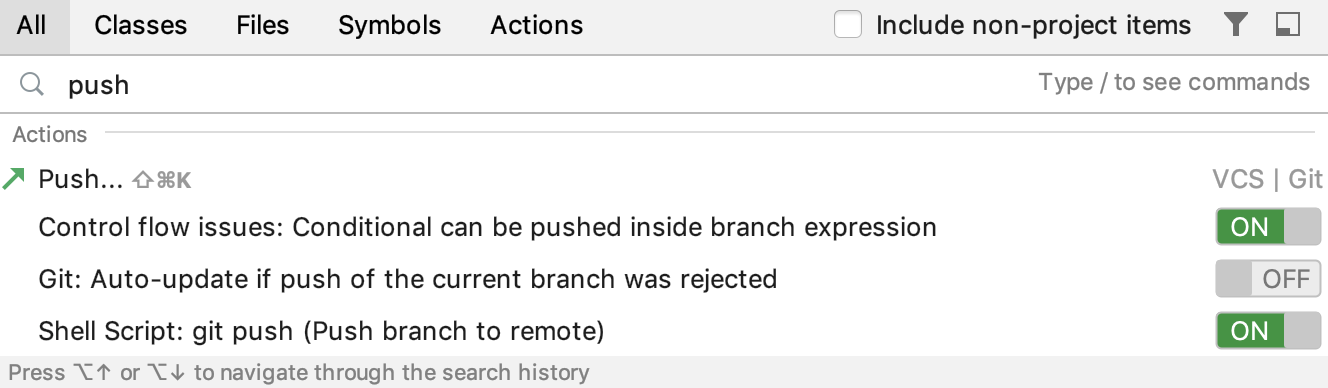 All Classes Files Symbols Actions Include non-project items
push Type / to see commands
Actions
Push... ⇧⌘K VCS | Git
Control flow issues: Conditional can be pushed inside branch expression ON
Git: Auto-update if push of the current branch was rejected OFF
Shell Script: git push (Push branch to remote) ON
Press ⌥↑ or ⌥↓ to navigate through the search history